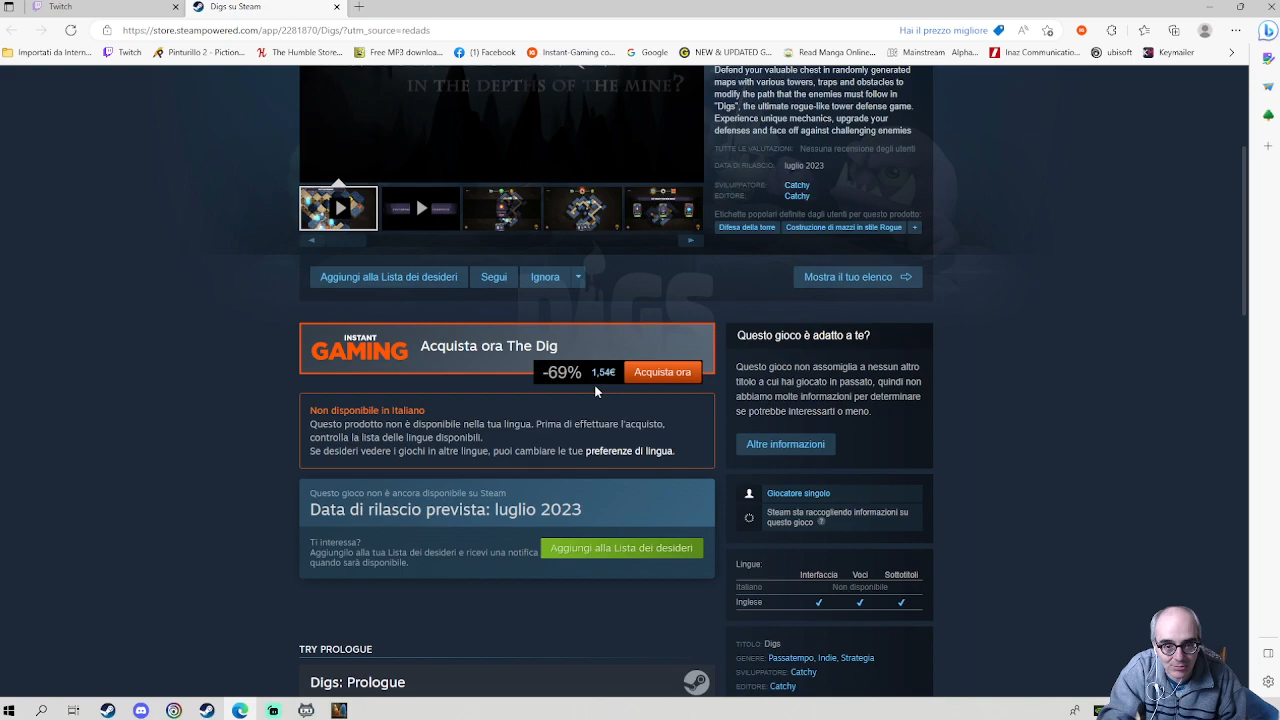 Twitch
Digs su Steam
https://store.steampowered.com/app/2281870/Digs/?utm_source=redads
Hai il prezzo migliore
Importati da Intern...
Twitch
Pinturillo 2 - Piction...
The Humble Store...
Free MP3 download...
(1) Facebook
Instant-Gaming co...
Google
NEW & UPDATED G...
Read Manga Online...
Mainstream Alpha...
Inaz Communicatio...
ubisoft
Keymailer
IN THE DEPTHS OF THE MINE?
Defend your valuable chest in randomly generated
maps with various towers, traps and obstacles to
modify the path that the enemies must follow in
"Digs", the ultimate rogue-like tower defense game.
Experience unique mechanics, upgrade your
defenses and face off against challenging enemies
TUTTE LE VALUTAZIONI: Nessuna recensione degli utenti
DATA DI RILASCIO: luglio 2023
SVILUPPATORE: Catchy
EDITORE: Catchy
Etichette popolari definite dagli utenti per questo prodotto:
Difesa della torre
Costruzione di mazzi in stile Rogue
+
Aggiungi alla Lista dei desideri
Segui
Ignora
Mostra il tuo elenco
DIGS
INSTANT
GAMING
Acquista ora The Dig
-69%
1,54€
Acquista ora
Non disponibile in Italiano
Questo prodotto non è disponibile nella tua lingua. Prima di effettuare l'acquisto,
controlla la lista delle lingue disponibili.
Se desideri vedere i giochi in altre lingue, puoi cambiare le tue preferenze di lingua.
Questo gioco non è ancora disponibile su Steam
Data di rilascio prevista: luglio 2023
Ti interessa?
Aggiungilo alla tua Lista dei desideri e ricevi una notifica
quando sarà disponibile.
Aggiungi alla Lista dei desideri
TRY PROLOGUE
Digs: Prologue
Questo gioco è adatto a te?
Questo gioco non assomiglia a nessun altro
titolo a cui hai giocato in passato, quindi non
abbiamo molte informazioni per determinare
se potrebbe interessarti o meno.
Altre informazioni
Giocatore singolo
Steam sta raccogliendo informazioni su
questo gioco ?
Lingue:
Interfaccia Voci Sottotitoli
Italiano Non disponibile
Inglese ✔ ✔ ✔
TITOLO: Digs
GENERE: Passatempo, Indie, Strategia
SVILUPPATORE: Catchy
EDITORE: Catchy